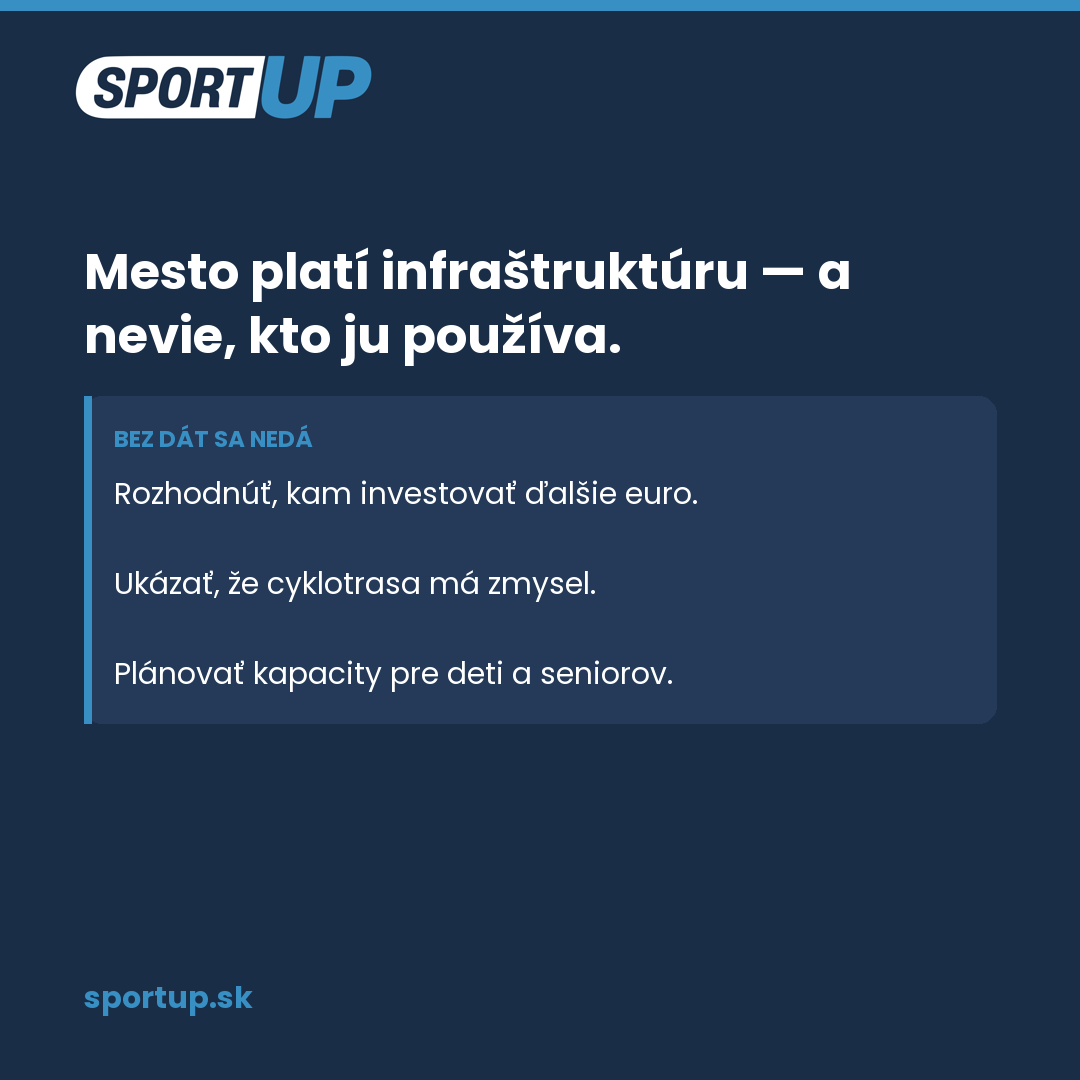 SPORTUP
Mesto platí infraštruktúru — a
nevie, kto ju používa.
BEZ DÁT SA NEDÁ
Rozhodnúť, kam investovať ďalšie euro.
Ukázať, že cyklotrasa má zmysel.
Plánovať kapacity pre deti a seniorov.
sportup.sk